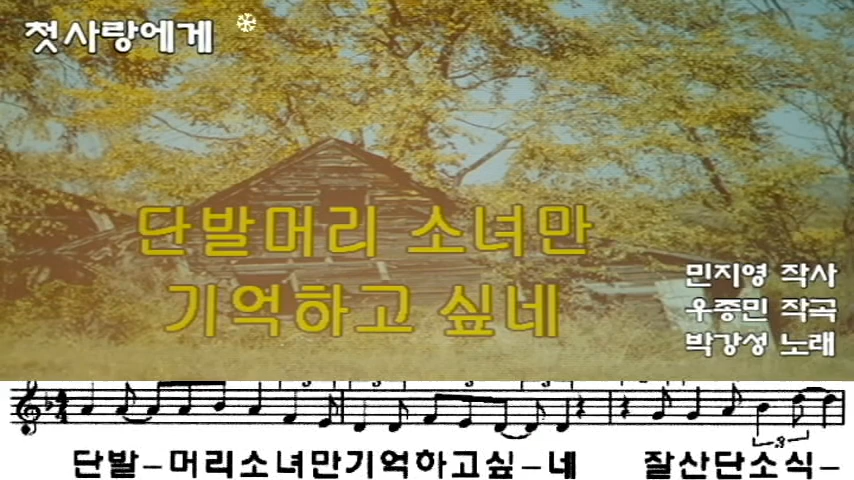 첫사랑에게
단발머리 소녀만
기억하고 싶네
민지영 작사
우종민 작곡
박강성 노래
단발–머리소녀만기억하고싶–네 잘산단소식–